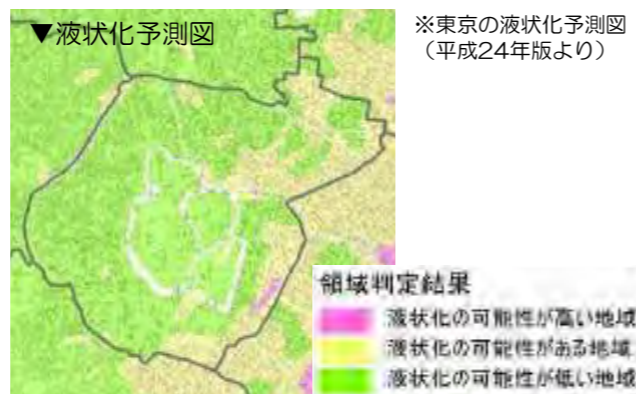 ▼液状化予測図
※東京の液状化予測図
（平成24年版より）
領域判定結果
液状化の可能性が高い地域
液状化の可能性がある地域
液状化の可能性が低い地域